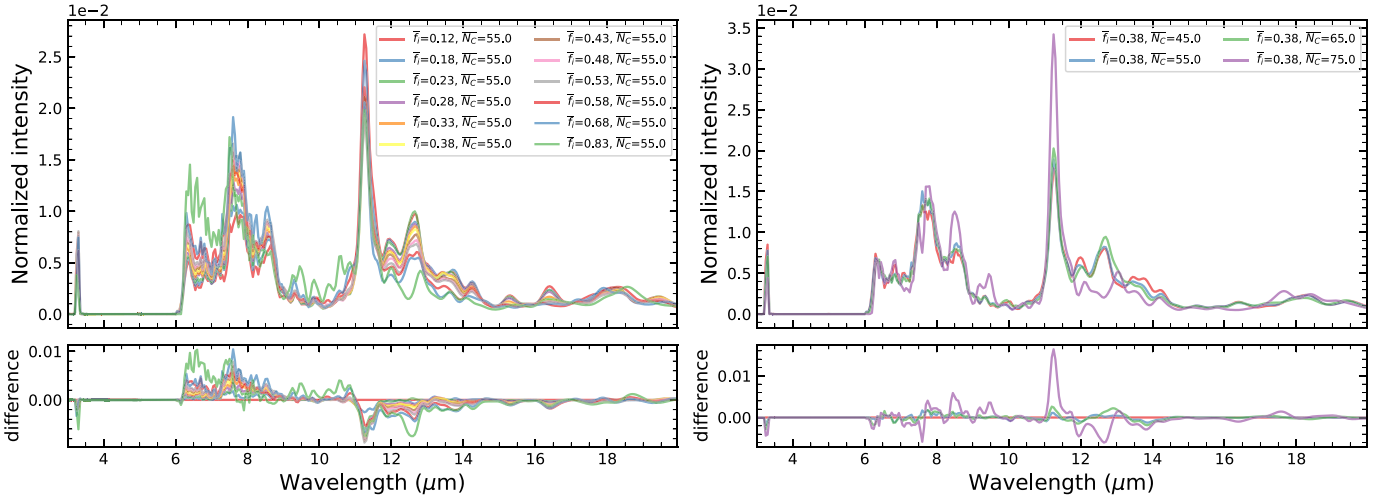 1e−2
Normalized intensity
2.5
2.0
1.5
1.0
0.5
0.0
f̅ᵢ=0.12, N̅C̅=55.0
f̅ᵢ=0.18, N̅C̅=55.0
f̅ᵢ=0.23, N̅C̅=55.0
f̅ᵢ=0.28, N̅C̅=55.0
f̅ᵢ=0.33, N̅C̅=55.0
f̅ᵢ=0.38, N̅C̅=55.0
f̅ᵢ=0.43, N̅C̅=55.0
f̅ᵢ=0.48, N̅C̅=55.0
f̅ᵢ=0.53, N̅C̅=55.0
f̅ᵢ=0.58, N̅C̅=55.0
f̅ᵢ=0.68, N̅C̅=55.0
f̅ᵢ=0.83, N̅C̅=55.0
difference
0.01
0.00
4 6 8 10 12 14 16 18
Wavelength (μm)
1e−2
Normalized intensity
3.5
3.0
2.5
2.0
1.5
1.0
0.5
0.0
f̅ᵢ=0.38, N̅C̅=45.0
f̅ᵢ=0.38, N̅C̅=55.0
f̅ᵢ=0.38, N̅C̅=65.0
f̅ᵢ=0.38, N̅C̅=75.0
difference
0.01
0.00
4 6 8 10 12 14 16 18
Wavelength (μm)